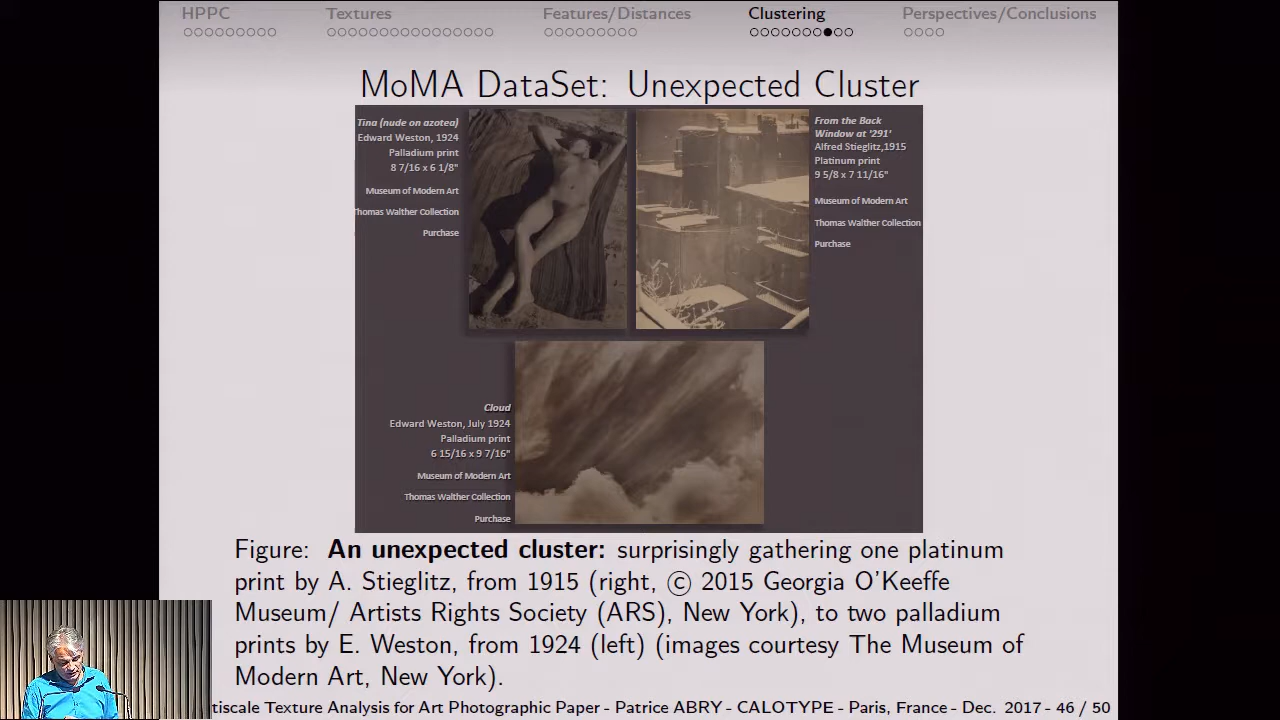 HPPC Textures Features/Distances Clustering Perspectives/Conclusions
MoMA DataSet: Unexpected Cluster
Tina (nude on azotea)
Edward Weston, 1924
Palladium print
8 7/16 x 6 1/8"
Museum of Modern Art
Thomas Walther Collection
Purchase
From the Back
Window at '291'
Alfred Stieglitz,1915
Platinum print
9 5/8 x 7 11/16"
Museum of Modern Art
Thomas Walther Collection
Purchase
Cloud
Edward Weston, July 1924
Palladium print
6 15/16 x 9 7/16"
Museum of Modern Art
Thomas Walther Collection
Purchase
Figure: An unexpected cluster: surprisingly gathering one platinum
print by A. Stieglitz, from 1915 (right, © 2015 Georgia O'Keeffe
Museum/ Artists Rights Society (ARS), New York), to two palladium
prints by E. Weston, from 1924 (left) (images courtesy The Museum of
Modern Art, New York).
tiscale Texture Analysis for Art Photographic Paper - Patrice ABRY - CALOTYPE - Paris, France - Dec. 2017 - 46 / 50